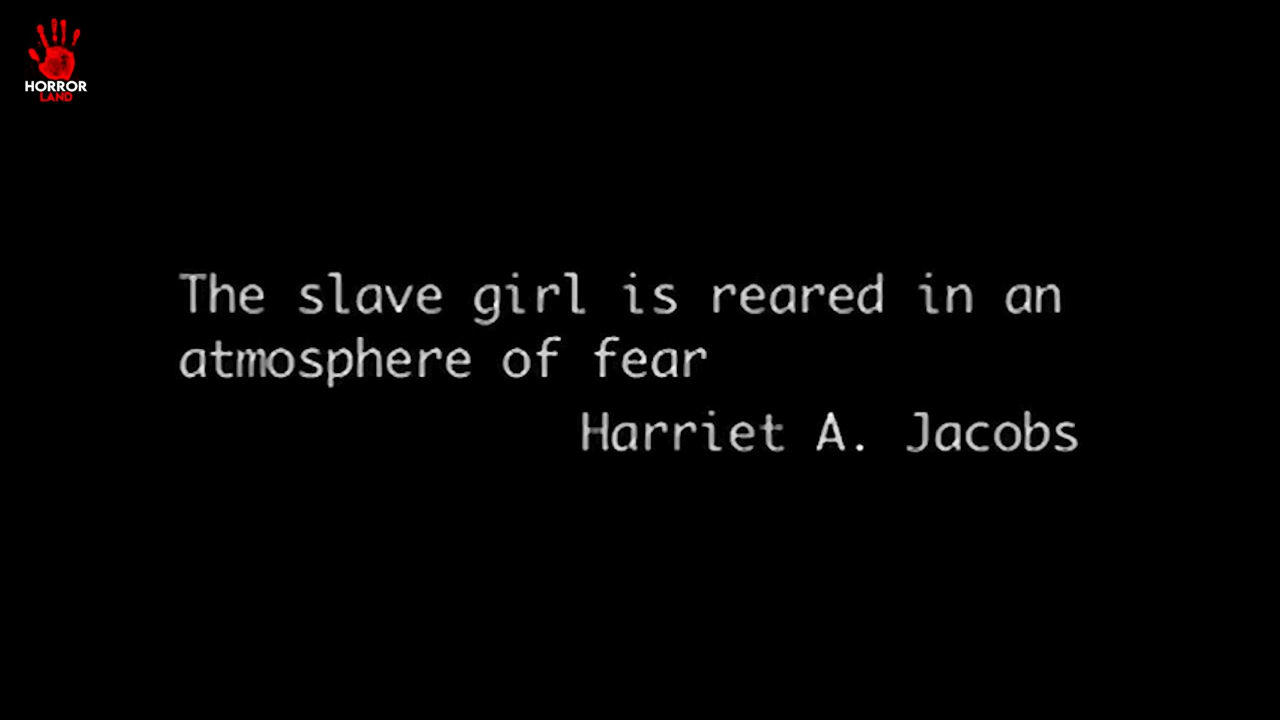 HORROR
LAND
The slave girl is reared in an
atmosphere of fear
Harriet A. Jacobs